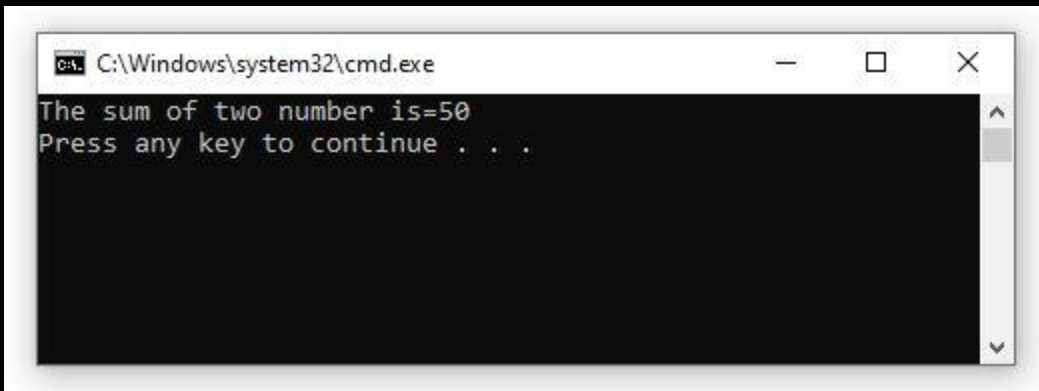 C:\Windows\system32\cmd.exe
The sum of two number is=50
Press any key to continue . . .